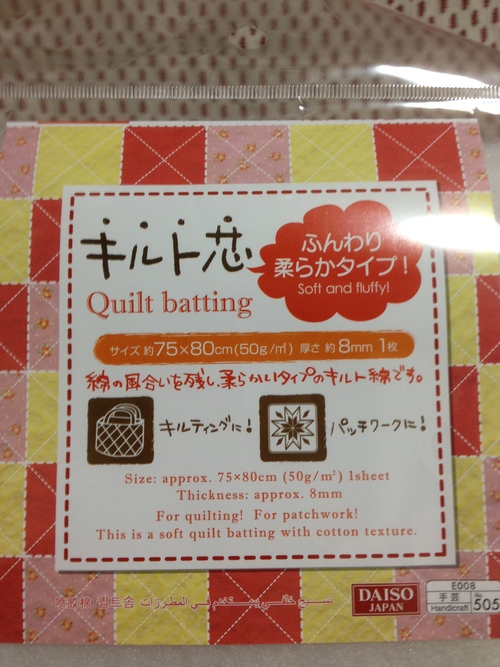 キルト芯
ふんわり
柔らかタイプ!
Soft and fluffy!
Quilt batting
サイズ 約75×80cm(50g/㎡) 厚さ 約8mm 1枚
綿の風合いを残し、柔らかいタイプのキルト綿です。
キルティングに!
パッチワークに!
Size: approx. 75×80cm (50g/m²) 1sheet
Thickness: approx. 8mm
For quilting! For patchwork!
This is a soft quilt batting with cotton texture.
퀼트솜
DAISO
JAPAN
E008
手芸
Handicraft
No.
505